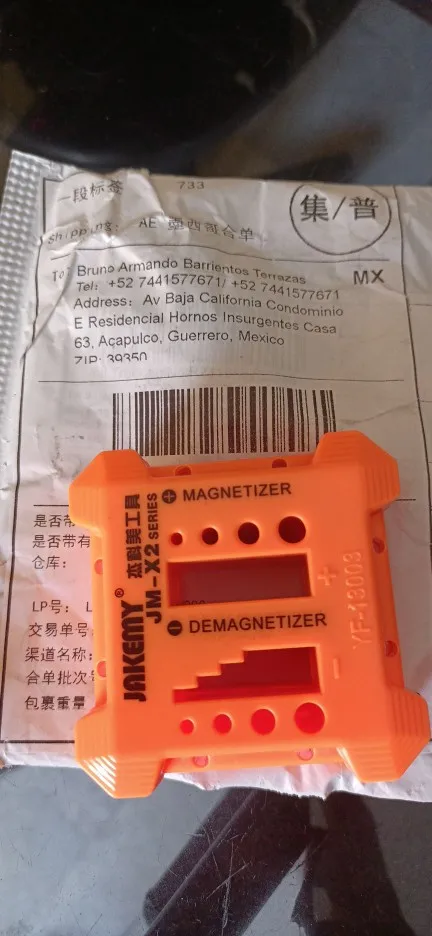 一段标签 733
集/普
Shipping: AE 墨西哥合单
To: Bruno Armando Barrientos Terrazas MX
Tel: +52 7441577671/ +52 7441577671
Address: Av Baja California Condominio
E Residencial Hornos Insurgentes Casa
63, Acapulco, Guerrero, Mexico
ZIP: 39350
是否带
是否带有
仓库:
LP号: L
交易单号
渠道名称:
合单批次号
包裹重量
JAKEMY® 杰科美工具
JM-X2 SERIES
+ MAGNETIZER
+
− DEMAGNETIZER
−
YF-13003